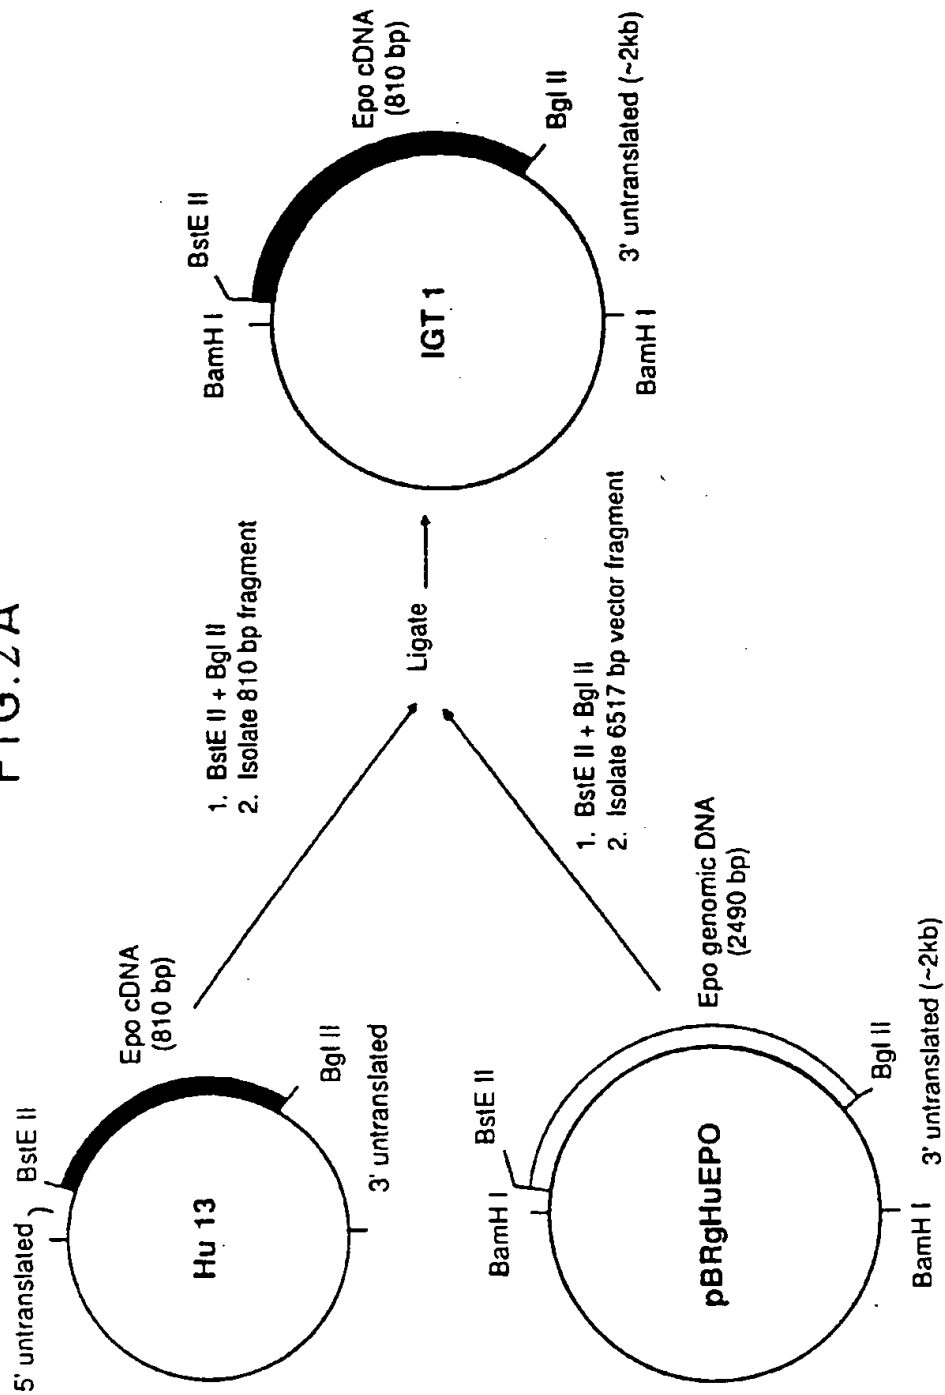 FIG.2A
5' untranslated )
BstE II
Epo cDNA
(810 bp)
Hu 13
Bgl II
3' untranslated
1. BstE II + Bgl II
2. Isolate 810 bp fragment
Ligate
BamH I
BstE II
Epo genomic DNA
(2490 bp)
pBRgHuEPO
Bgl II
BamH I
3' untranslated (~2kb)
1. BstE II + Bgl II
2. Isolate 6517 bp vector fragment
BamH I
BstE II
Epo cDNA
(810 bp)
IGT 1
Bgl II
BamH I
3' untranslated (~2kb)